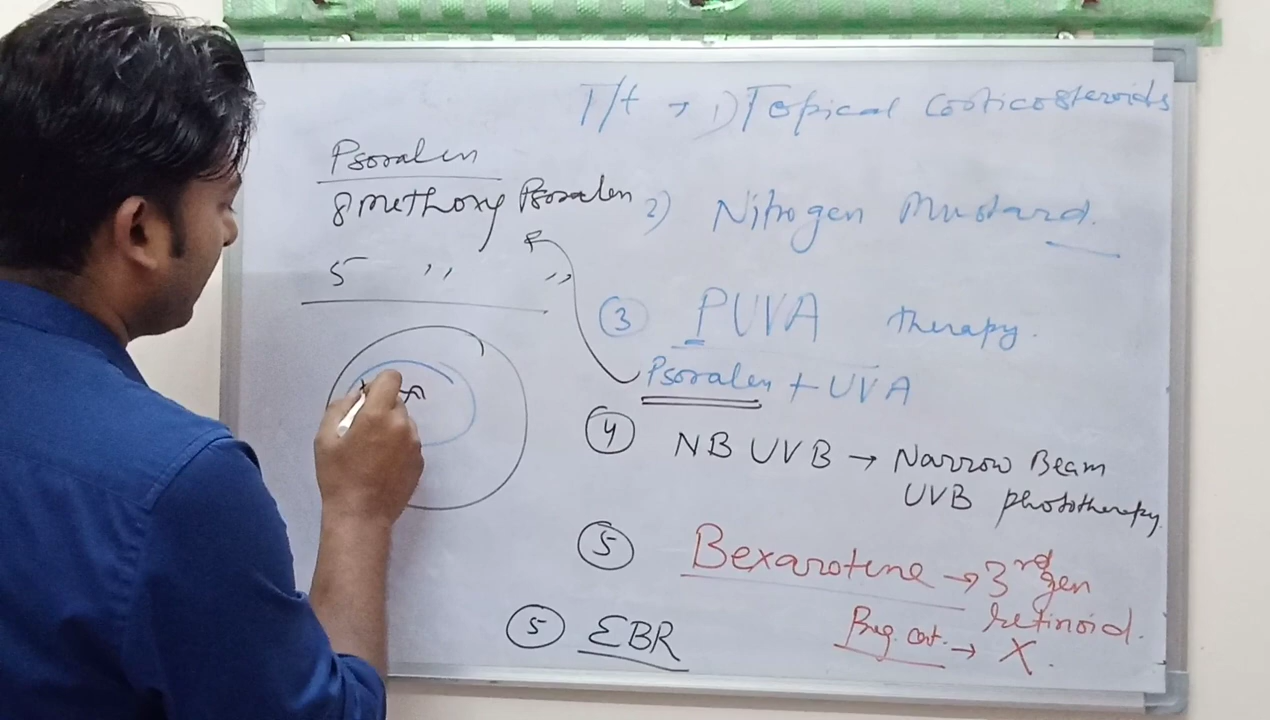 T/t → 1) Topical Corticosteroids
Psoralen
8 methoxy Psoralen
5 ,, ,,
2) Nitrogen Mustard.
③ PUVA therapy.
Psoralen + UVA
④ NB UVB → Narrow Beam
UVB phototherapy
⑤ Bexarotene → 3rd gen
retinoid.
Preg. cat. → X.
⑤ EBR